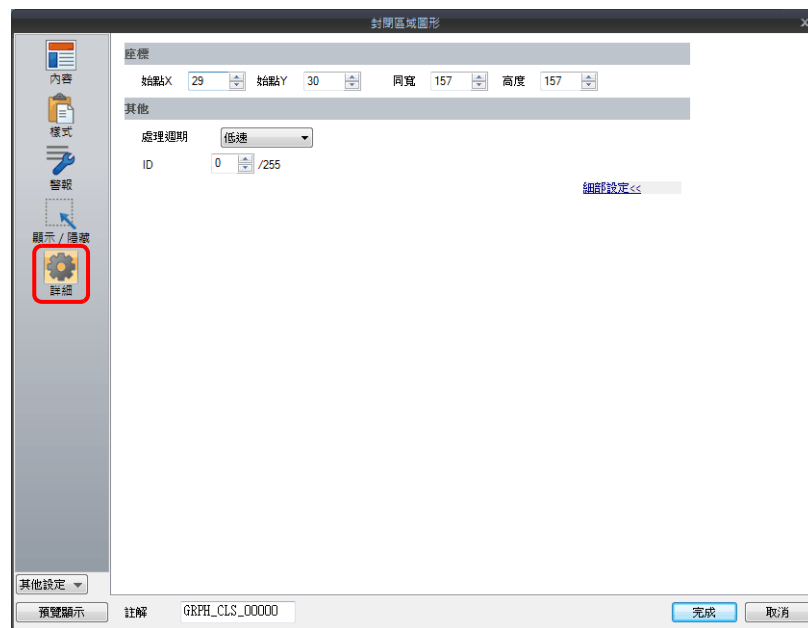 封閉區域圖形
內容
樣式
警報
顯示 / 隱藏
詳細
座標
始點X 29 始點Y 30 同寬 157 高度 157
其他
處理週期 低速
ID 0 /255
細部設定<<
其他設定
預覽顯示 註解 GRPH_CLS_00000 完成 取消